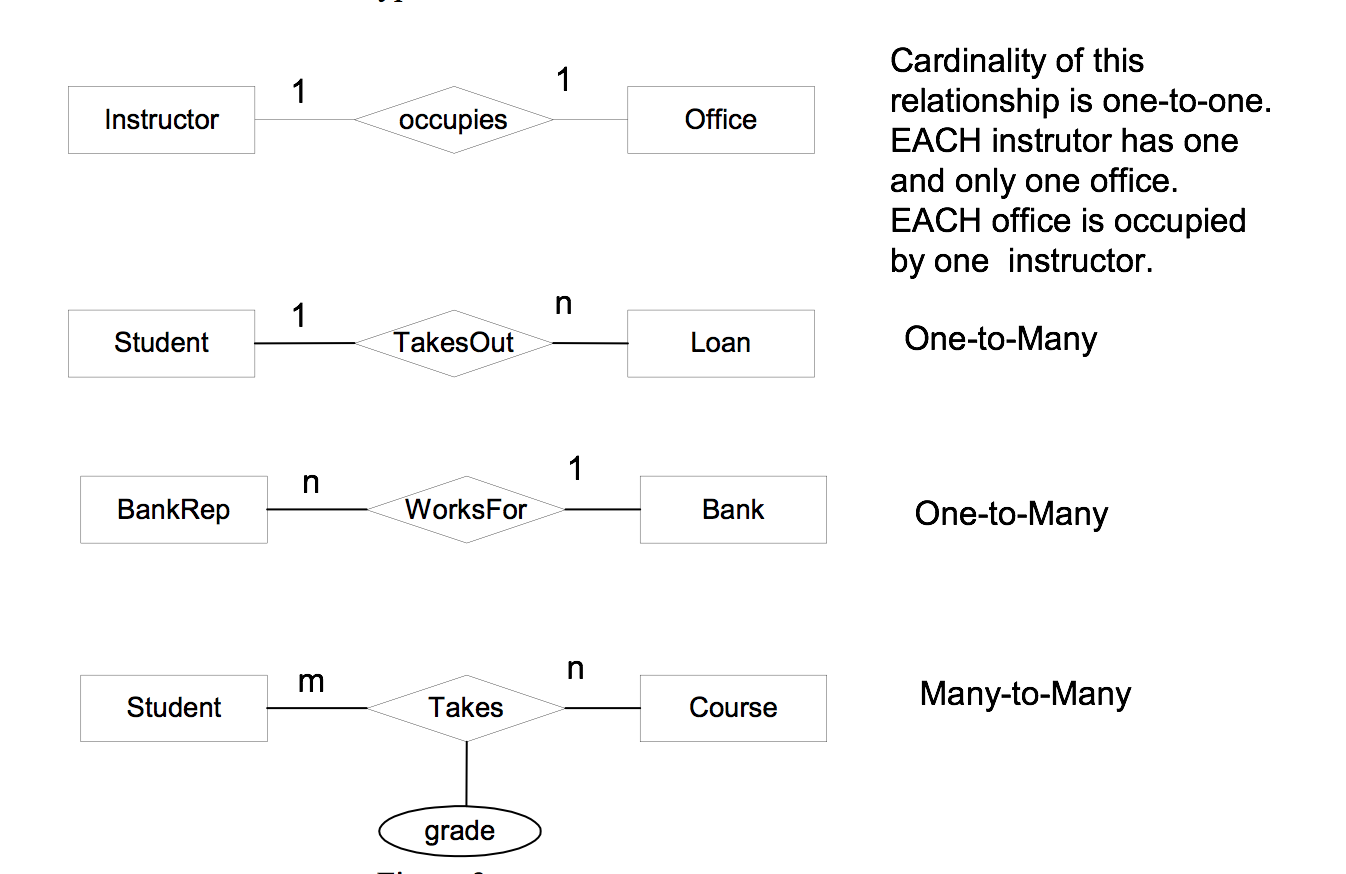 1
1
Instructor
occupies
Office
Cardinality of this
relationship is one-to-one.
EACH instrutor has one
and only one office.
EACH office is occupied
by one  instructor.
1
n
Student
TakesOut
Loan
One-to-Many
n
1
BankRep
WorksFor
Bank
One-to-Many
m
n
Student
Takes
Course
Many-to-Many
grade